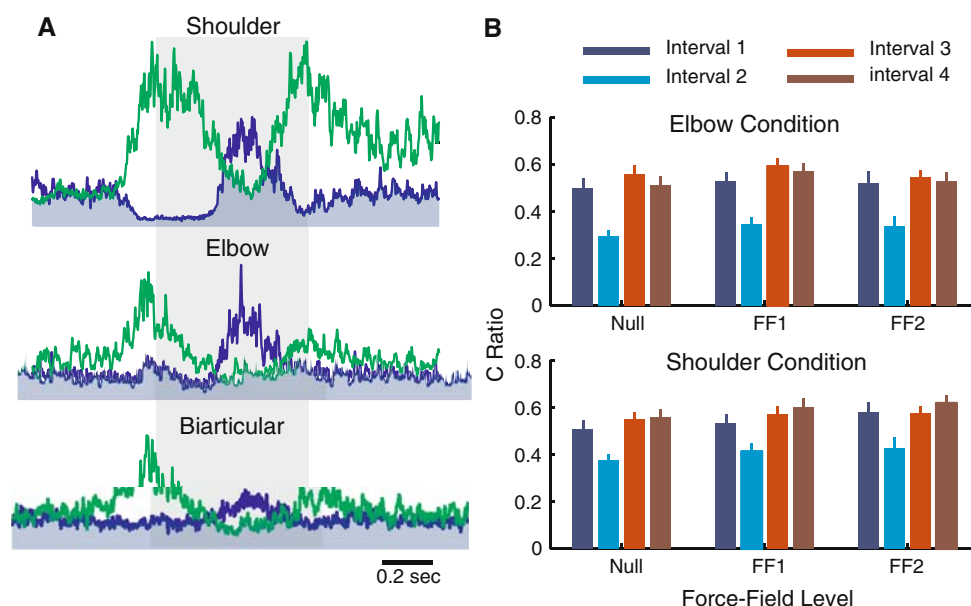 A
Shoulder
Elbow
Biarticular
0.2 sec
B
Interval 1
Interval 2
Interval 3
interval 4
Elbow Condition
0.8
0.6
0.4
0.2
0
Null
FF1
FF2
C Ratio
Shoulder Condition
0.8
0.6
0.4
0.2
0
Null
FF1
FF2
Force-Field Level